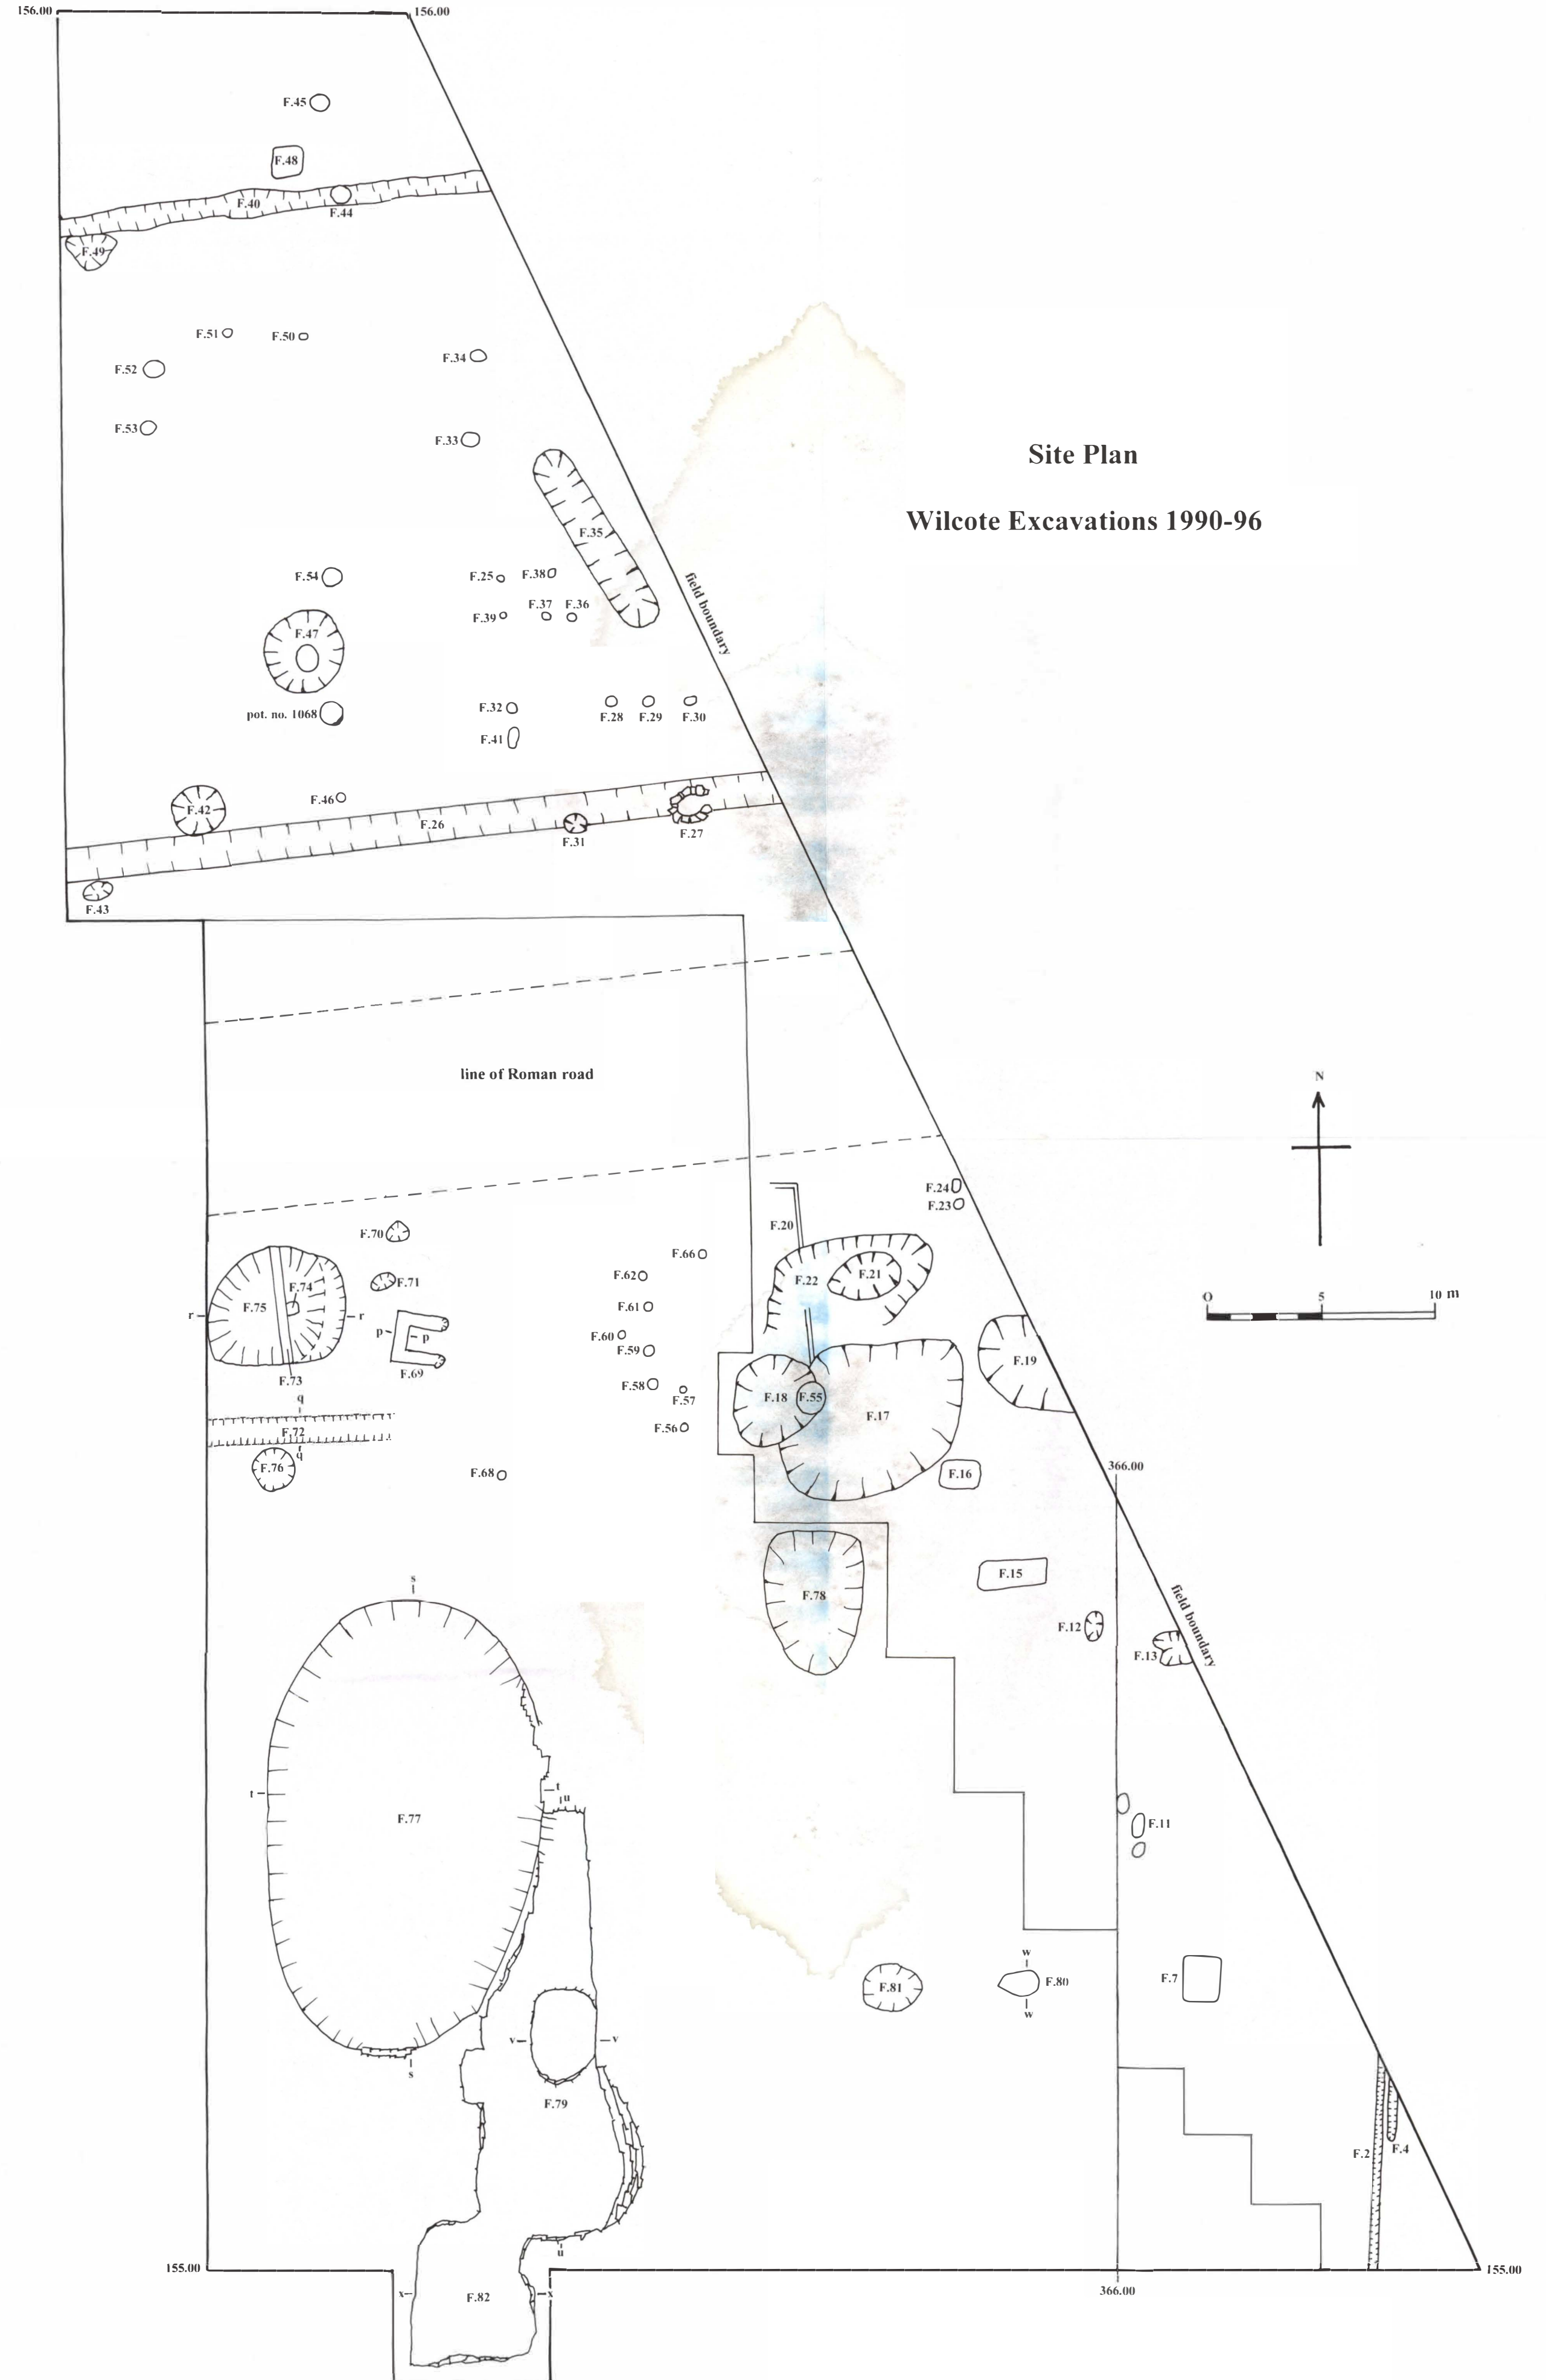 156.00
156.00
F.45
F.48
F.40
F.44
F.49
F.51
F.50
F.34
F.52
F.53
F.33
Site Plan
Wilcote Excavations 1990-96
F.35
field boundary
F.54
F.25
F.38
F.37
F.36
F.39
F.47
pot. no. 1068
F.32
F.28
F.29
F.30
F.41
F.42
F.46
F.26
F.31
F.27
F.43
line of Roman road
N
F.24
F.23
F.20
F.70
F.66
F.62
F.22
F.21
F.71
F.74
F.75
F.61
O
5
10 m
r
r
p
p
F.60
F.59
F.19
F.69
F.73
F.58
F.57
F.18
F.55
F.17
q
F.56
F.72
q
F.76
F.68
F.16
366.00
F.15
s
F.78
F.12
F.13
field boundary
t
t
u
F.77
F.11
w
F.81
F.80
F.7
w
v
v
s
F.79
F.2
F.4
u
155.00
155.00
x
x
F.82
366.00